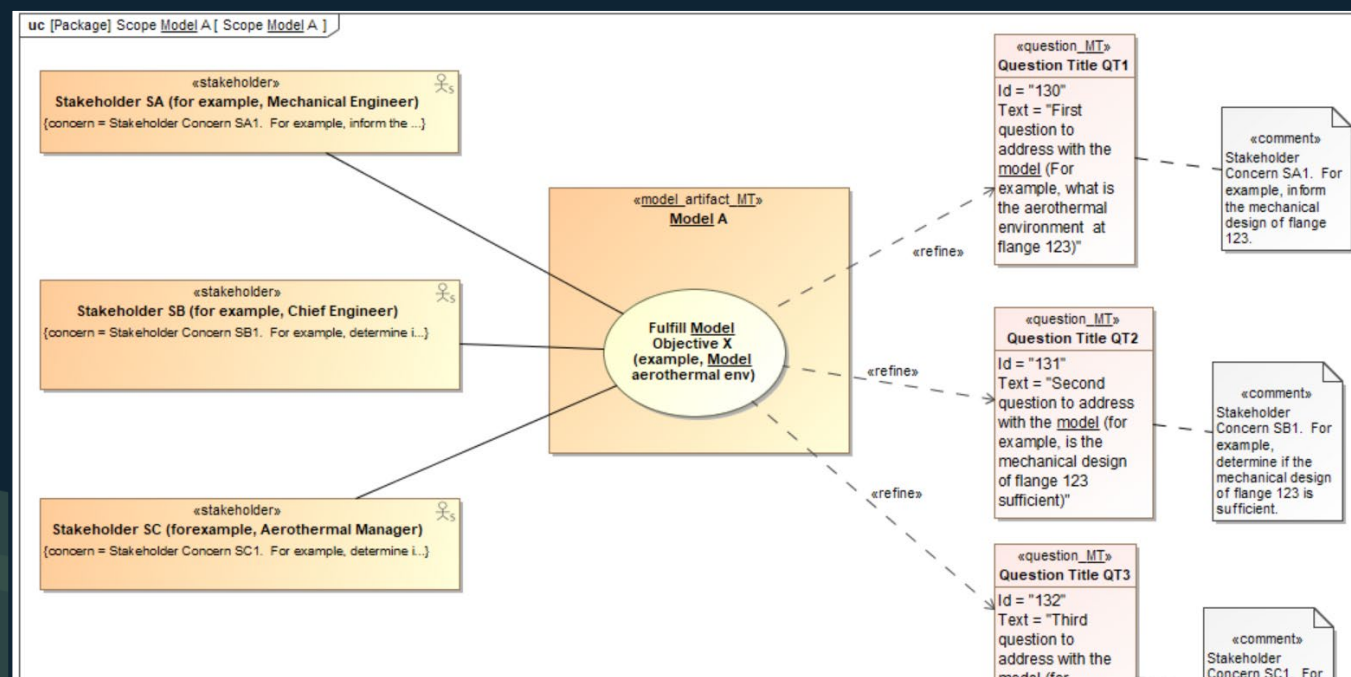 uc [Package] Scope Model A [ Scope Model A ]
«stakeholder»
Stakeholder SA (for example, Mechanical Engineer)
{concern = Stakeholder Concern SA1.  For example, inform the ...}
«stakeholder»
Stakeholder SB (for example, Chief Engineer)
{concern = Stakeholder Concern SB1.  For example, determine i...}
«stakeholder»
Stakeholder SC (forexample, Aerothermal Manager)
{concern = Stakeholder Concern SC1.  For example, determine i...}
«model_artifact_MT»
Model A
Fulfill Model
Objective X
(example, Model
aerothermal env)
«refine»
«refine»
«refine»
«question_MT»
Question Title QT1
Id = "130"
Text = "First
question to
address with the
model (For
example, what is
the aerothermal
environment  at
flange 123)"
«comment»
Stakeholder
Concern SA1.  For
example, inform
the mechanical
design of flange
123.
«question_MT»
Question Title QT2
Id = "131"
Text = "Second
question to address
with the model (for
example, is the
mechanical design
of flange 123
sufficient)"
«comment»
Stakeholder
Concern SB1.  For
example,
determine if the
mechanical design
of flange 123 is
sufficient.
«question_MT»
Question Title QT3
Id = "132"
Text = "Third
question to
address with the
model (for
«comment»
Stakeholder
Concern SC1.  For